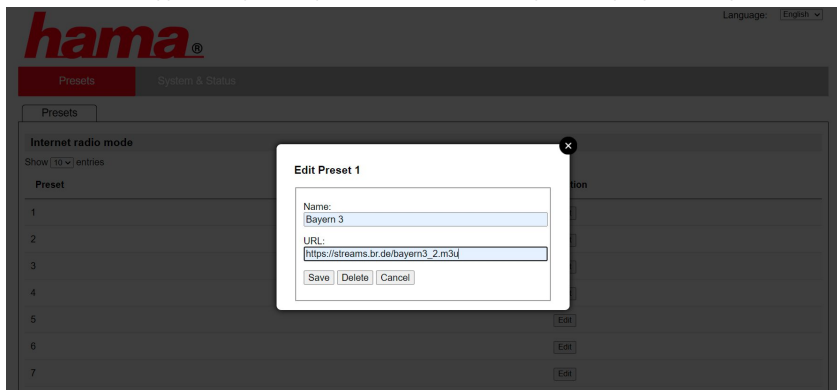 Language: English
hama®
Presets System & Status
Presets
Internet radio mode
Show 10 entries
Preset
1
2
3
4
5 Edit
6 Edit
7 Edit
Edit Preset 1
Name:
Bayern 3
URL:
https://streams.br.de/bayern3_2.m3u
Save Delete Cancel